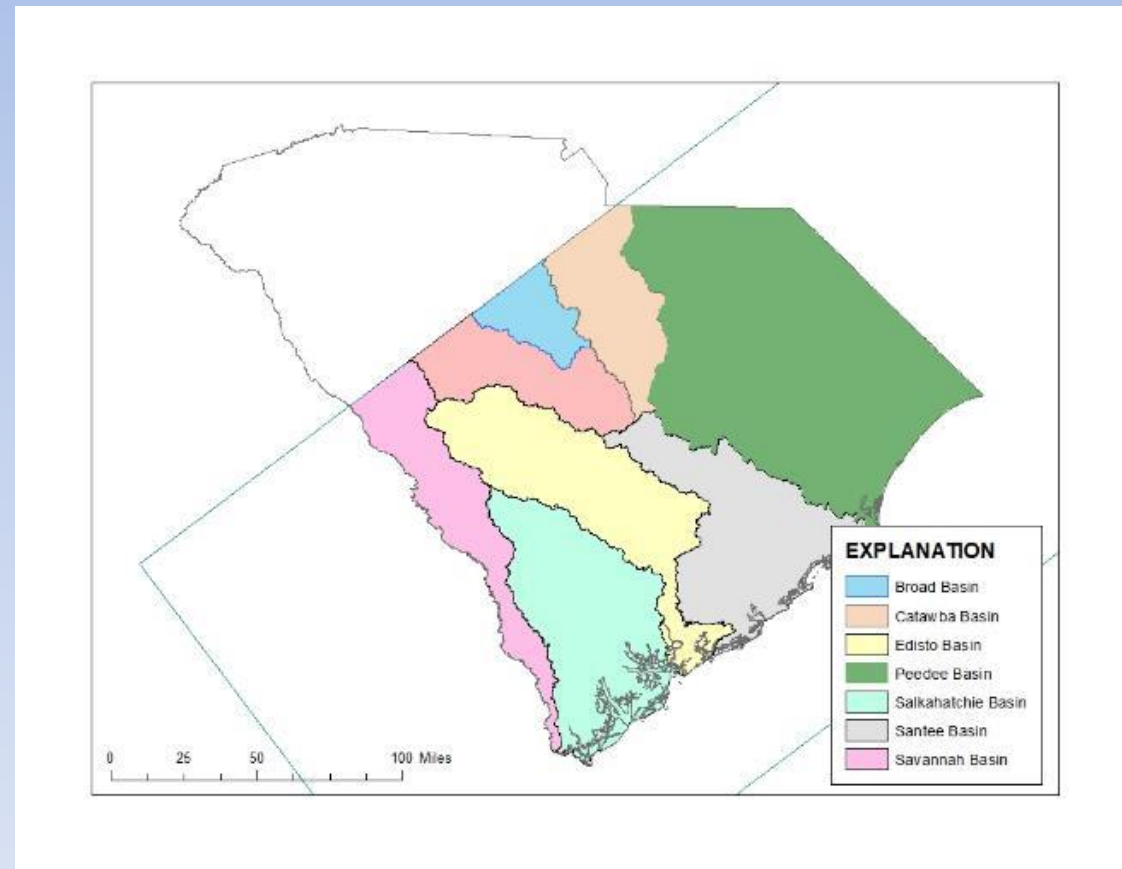 EXPLANATION
Broad Basin
Catawba Basin
Edisto Basin
Peedee Basin
Salkahatchie Basin
Santee Basin
Savannah Basin
0 25 50 100 Miles